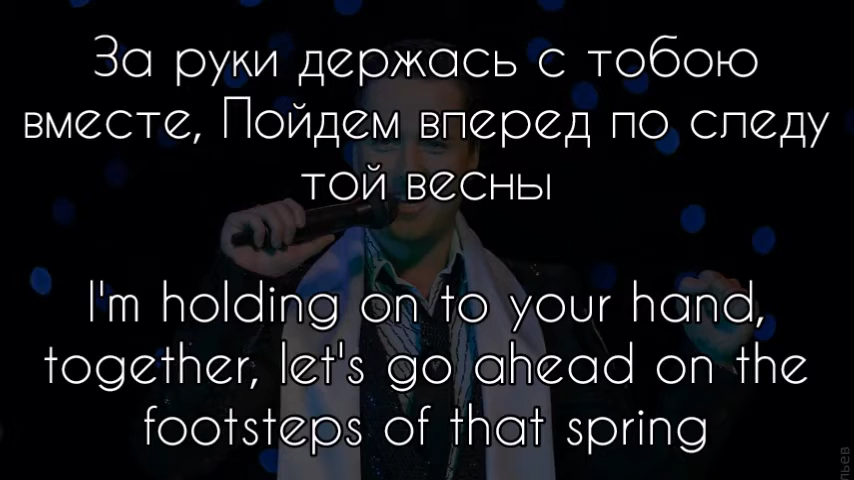 За руки держась с тобою
вместе, Пойдем вперед по следу
той весны
I'm holding on to your hand,
together, let's go ahead on the
footsteps of that spring
льев